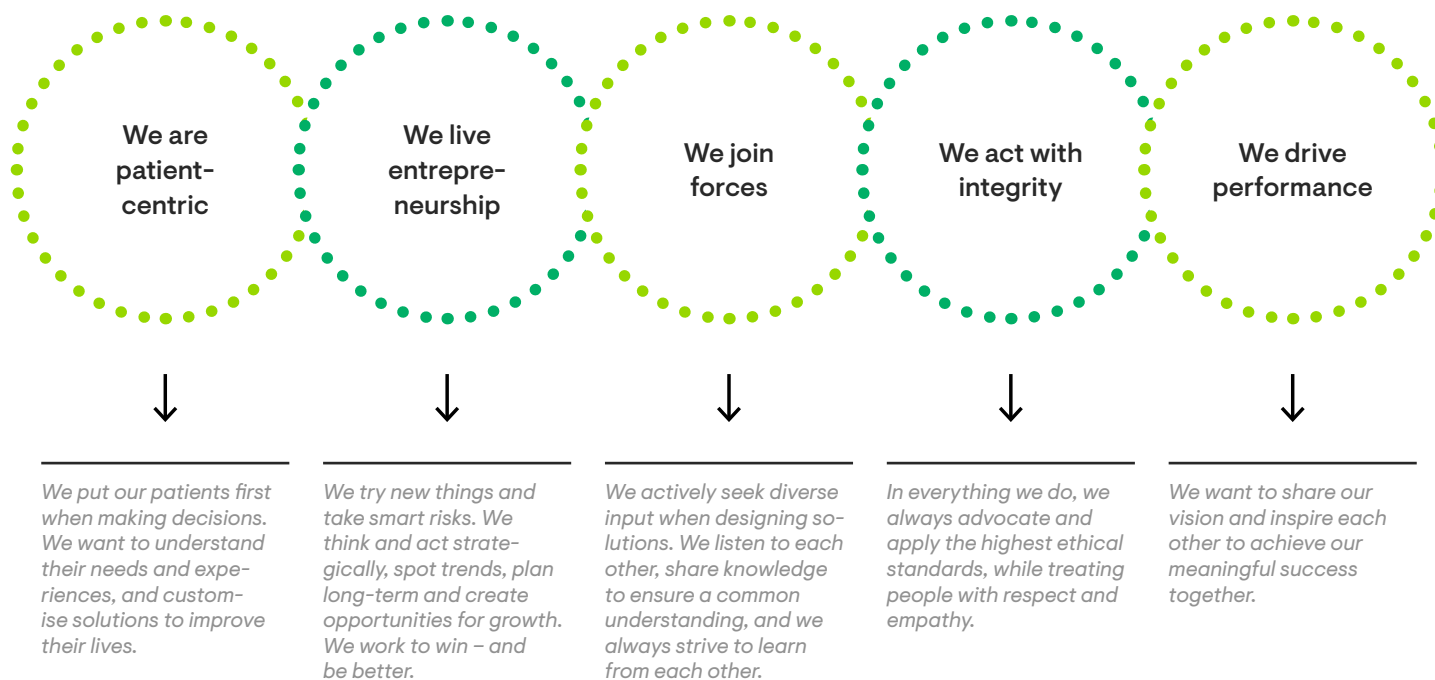 We are
patient-
centric
We live
entrepre-
neurship
We join
forces
We act with
integrity
We drive
performance
We put our patients first
when making decisions.
We want to understand
their needs and expe-
riences, and custom-
ise solutions to improve
their lives.
We try new things and
take smart risks. We
think and act strate-
gically, spot trends, plan
long-term and create
opportunities for growth.
We work to win – and
be better.
We actively seek diverse
input when designing so-
lutions. We listen to each
other, share knowledge
to ensure a common
understanding, and we
always strive to learn
from each other.
In everything we do, we
always advocate and
apply the highest ethical
standards, while treating
people with respect and
empathy.
We want to share our
vision and inspire each
other to achieve our
meaningful success
together.